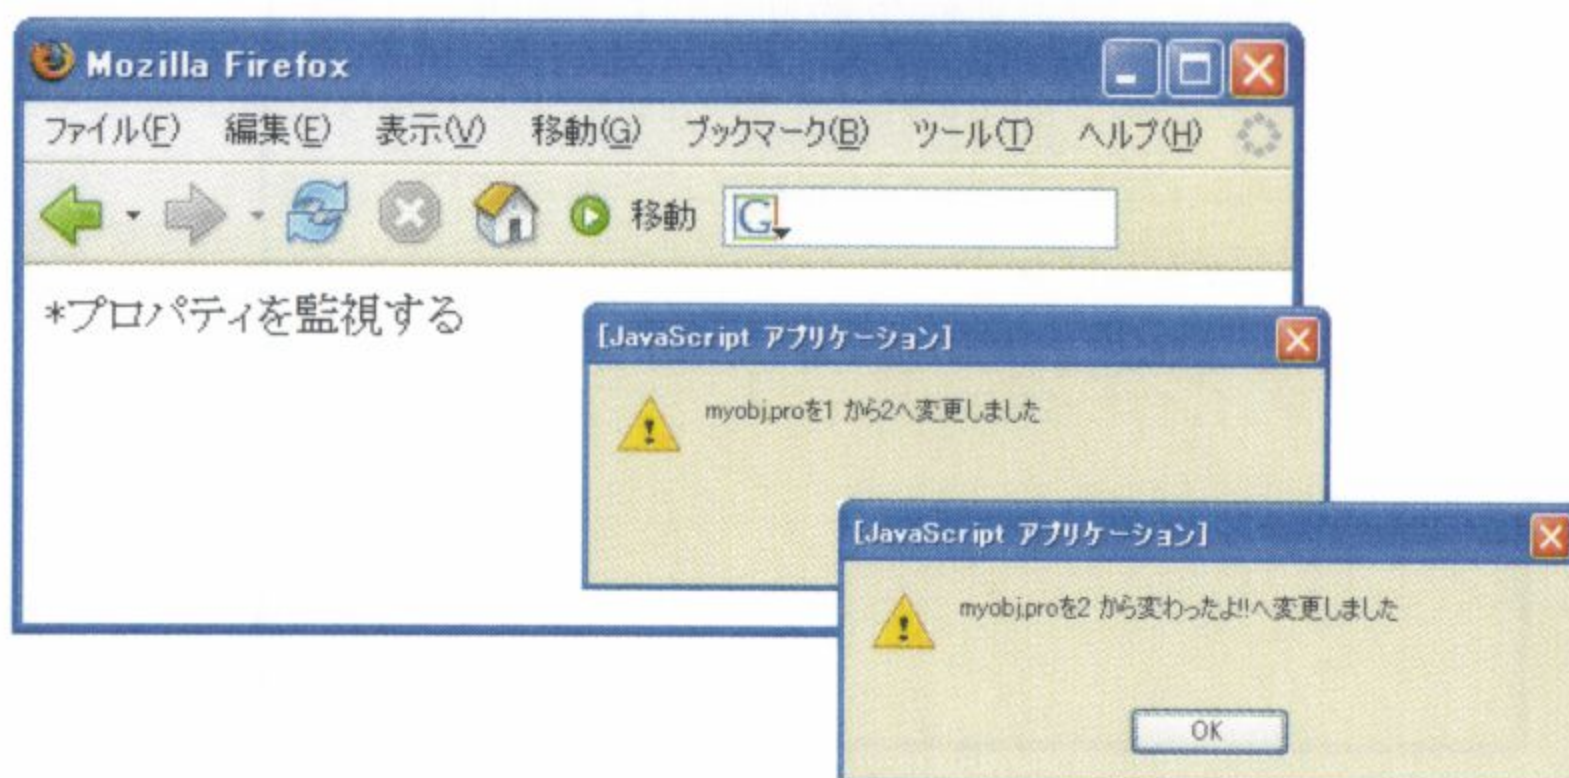 Mozilla Firefox
ファイル(F) 編集(E) 表示(V) 移動(G) ブックマーク(B) ツール(T) ヘルプ(H)
移動 G
*プロパティを監視する
[JavaScript アプリケーション]
myobj.proを1 から2へ変更しました
[JavaScript アプリケーション]
myobj.proを2 から変わったよ!!へ変更しました
OK